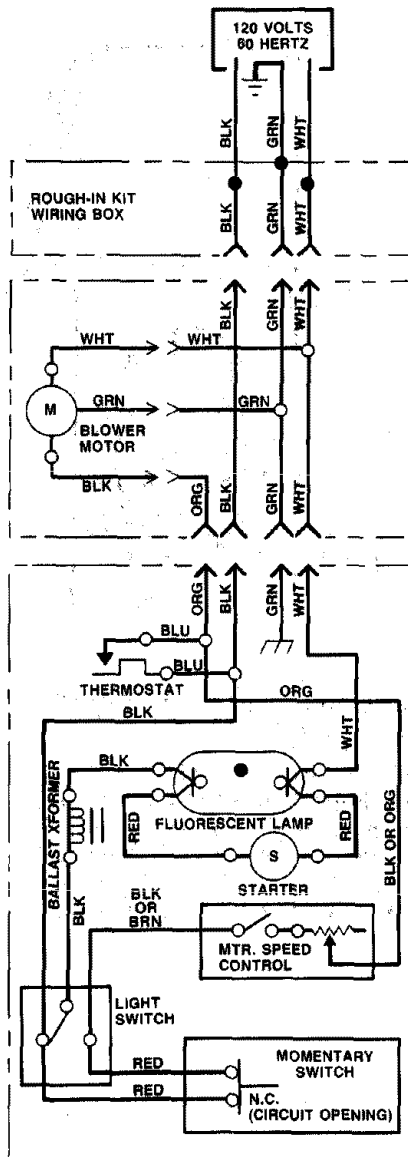 120 VOLTS
60 HERTZ
BLK
GRN
WHT
ROUGH-IN KIT
WIRING BOX
BLK
GRN
WHT
BLK
GRN
WHT
WHT
WHT
M
GRN
GRN
BLOWER
MOTOR
BLK
ORG
BLK
GRN
WHT
ORG
BLK
GRN
WHT
BLU
BLU
THERMOSTAT
ORG
BLK
WHT
BLK
BALLAST XFORMER
RED
FLUORESCENT LAMP
RED
BLK OR ORG
S
STARTER
BLK
BLK
OR
BRN
MTR. SPEED
CONTROL
LIGHT
SWITCH
RED
RED
MOMENTARY
SWITCH
N.C.
(CIRCUIT OPENING)